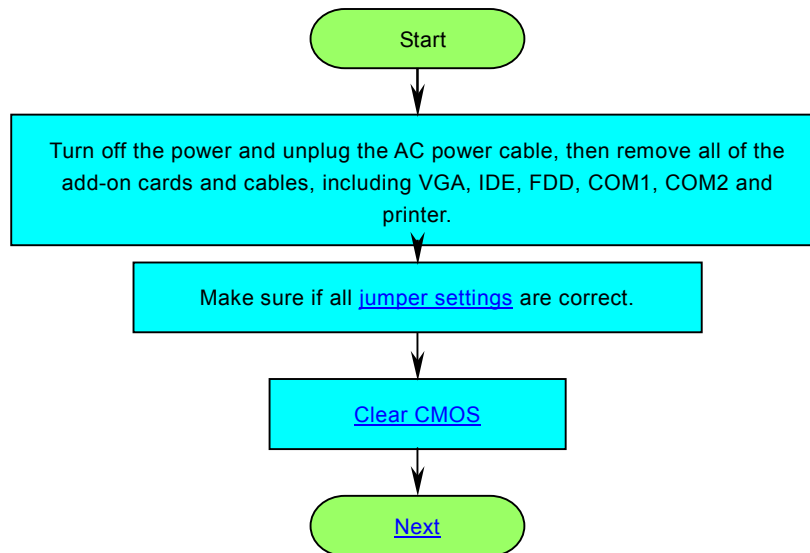 Start
Turn off the power and unplug the AC power cable, then remove all of the
add-on cards and cables, including VGA, IDE, FDD, COM1, COM2 and
printer.
Make sure if all jumper settings are correct.
Clear CMOS
Next